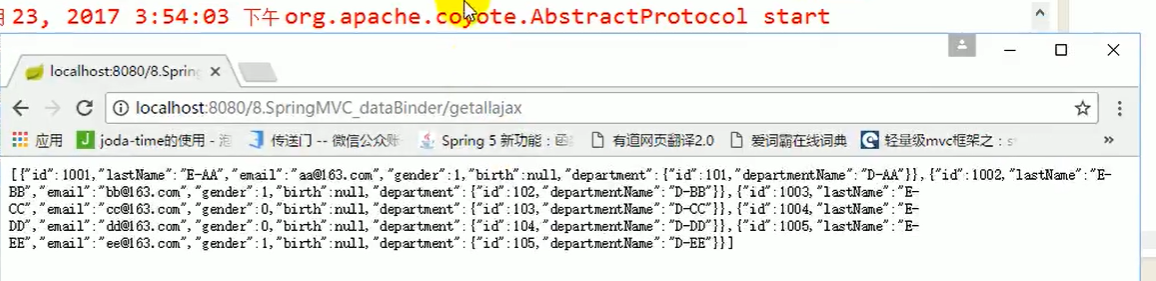 23, 2017 3:54:03 下午 org.apache.coyote.AbstractProtocol start
localhost:8080/8.Spring
localhost:8080/8.SpringMVC_dataBinder/getallajax
应用 joda-time的使用 - 传送门 -- 微信公众账 Spring 5 新功能：函 有道网页翻译2.0 爱词霸在线词典 轻量级mvc框架之：s »
[{"id":1001,"lastName":"E-AA","email":"aa@163.com","gender":1,"birth":null,"department":{"id":101,"departmentName":"D-AA"}},{"id":1002,"lastName":"E-
BB","email":"bb@163.com","gender":1,"birth":null,"department":{"id":102,"departmentName":"D-BB"}},{"id":1003,"lastName":"E-
CC","email":"cc@163.com","gender":0,"birth":null,"department":{"id":103,"departmentName":"D-CC"}},{"id":1004,"lastName":"E-
DD","email":"dd@163.com","gender":0,"birth":null,"department":{"id":104,"departmentName":"D-DD"}},{"id":1005,"lastName":"E-
EE","email":"ee@163.com","gender":1,"birth":null,"department":{"id":105,"departmentName":"D-EE"}}]